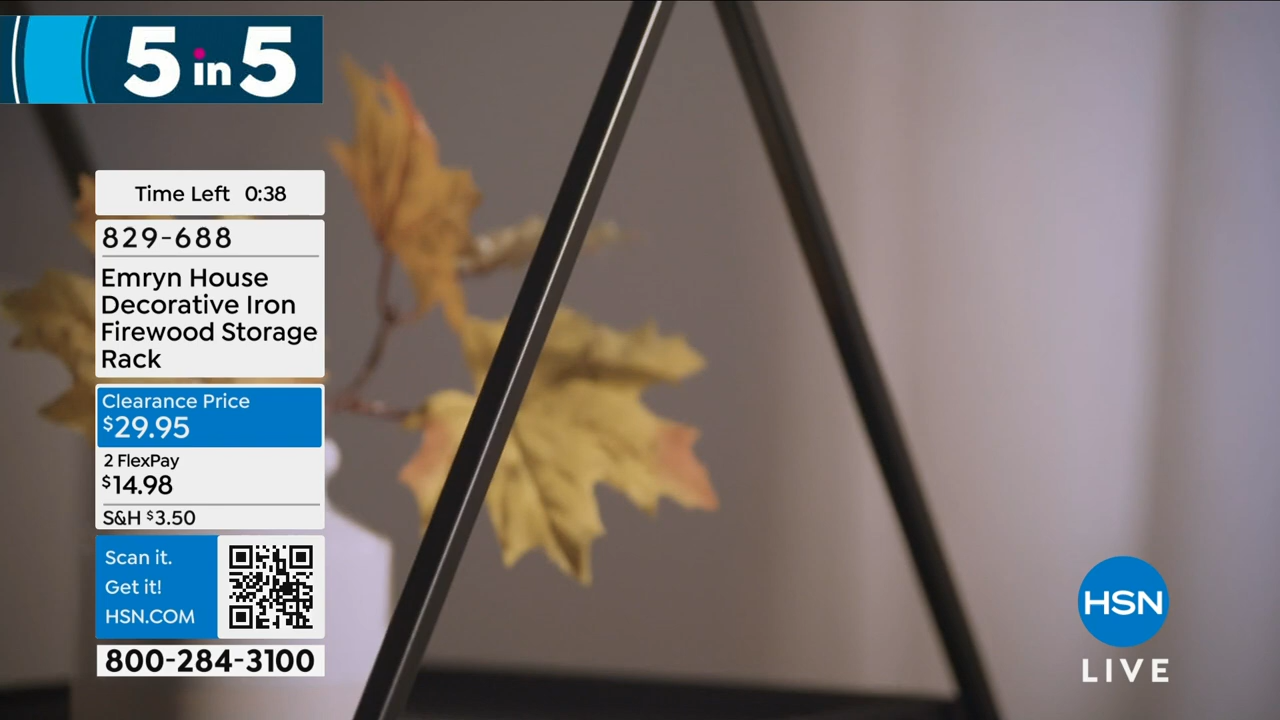 5 in 5
Time Left 0:38
829-688
Emryn House
Decorative Iron
Firewood Storage
Rack
Clearance Price
$29.95
2 FlexPay
$14.98
S&H $3.50
Scan it.
Get it!
HSN.COM
800-284-3100
HSN
LIVE